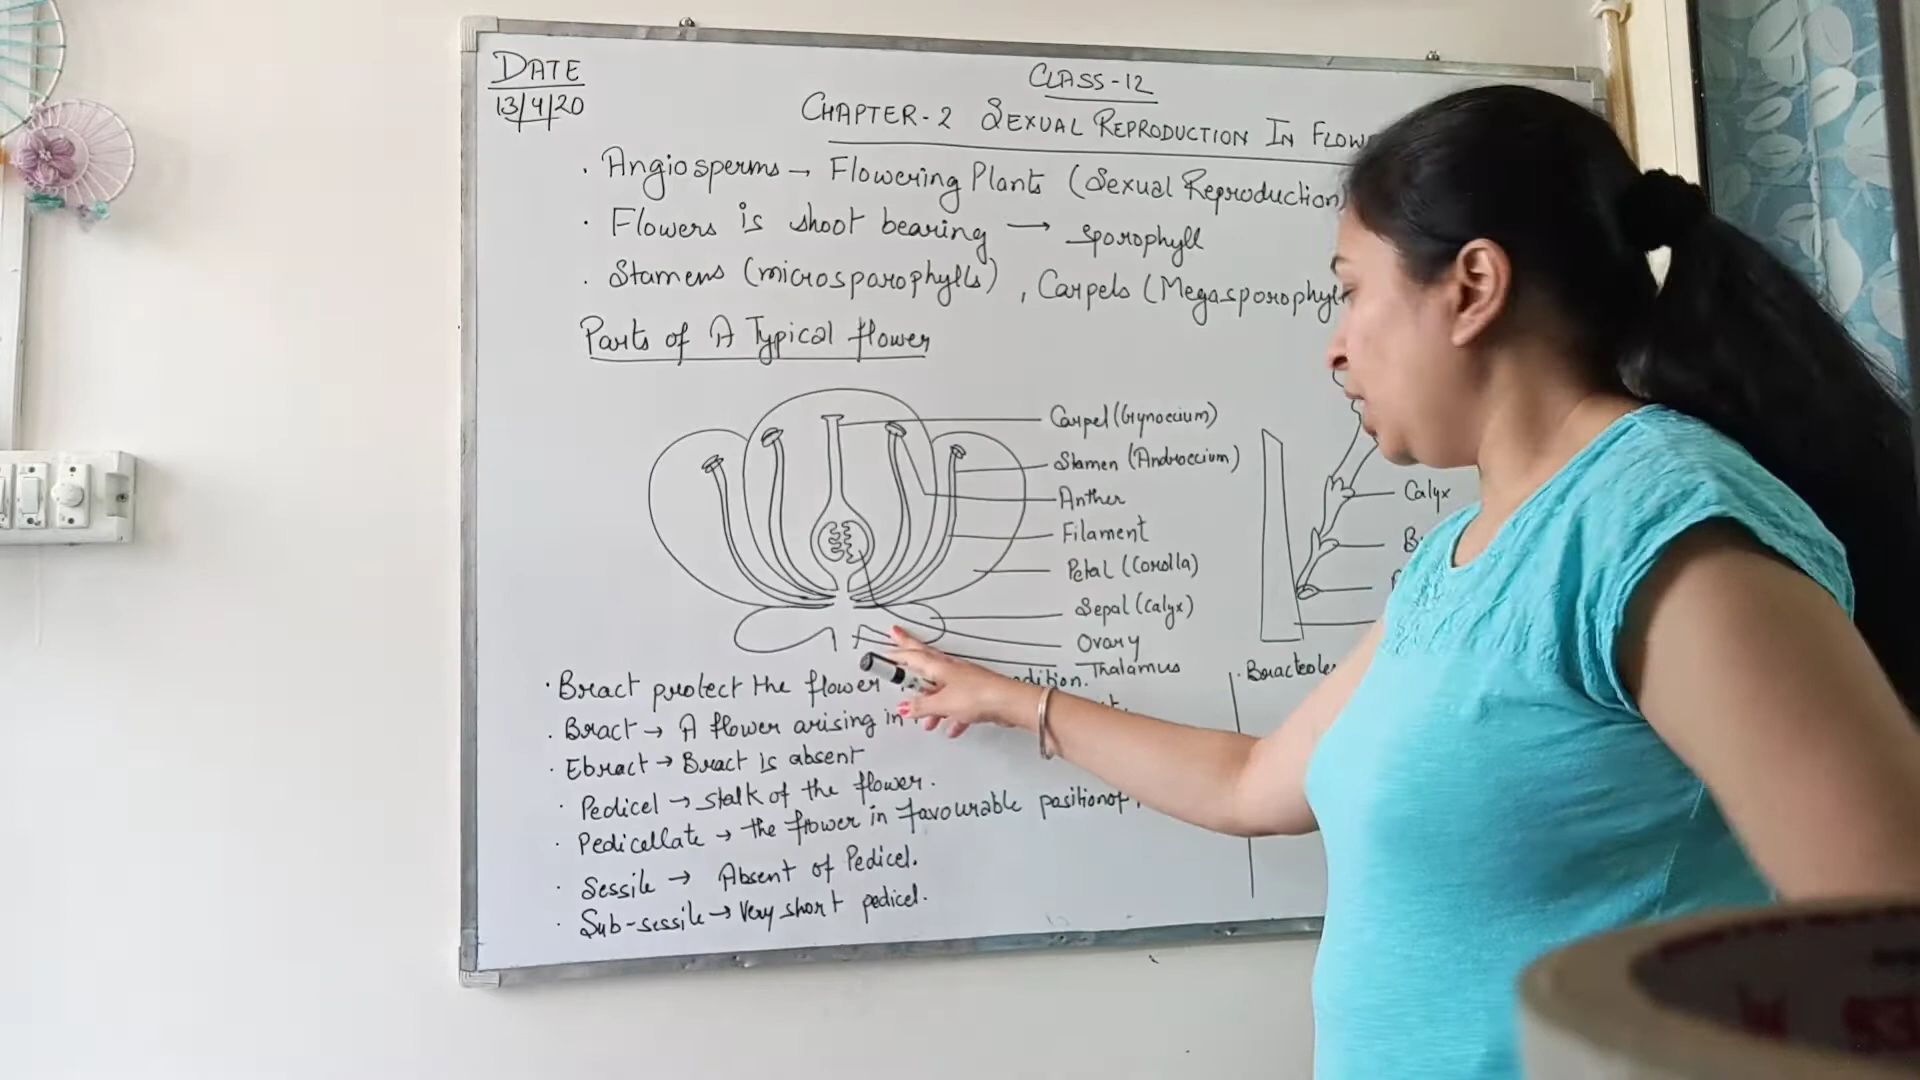 DATE
13/4/20
CLASS-12
CHAPTER-2 SEXUAL REPRODUCTION IN FLOW
· Angiosperms → Flowering Plants (Sexual Reproduction)
· Flowers is shoot bearing → sporophyll
· Stamens (microsporophylls), Carpels (Megasporophyll
Parts of A Typical flower
Carpel (Gynoecium)
Stamen (Androecium)
Anther
Filament
Petal (Corolla)
Sepal (Calyx)
Ovary
Thalamus
Calyx
· Bract protect the flower
· Bract → A flower arising in
· Ebract → Bract is absent
· Pedicel → stalk of the flower.
· Pedicellate → the flower in favourable position of
· Sessile → Absent of Pedicel.
· Sub-sessile → Very short pedicel.